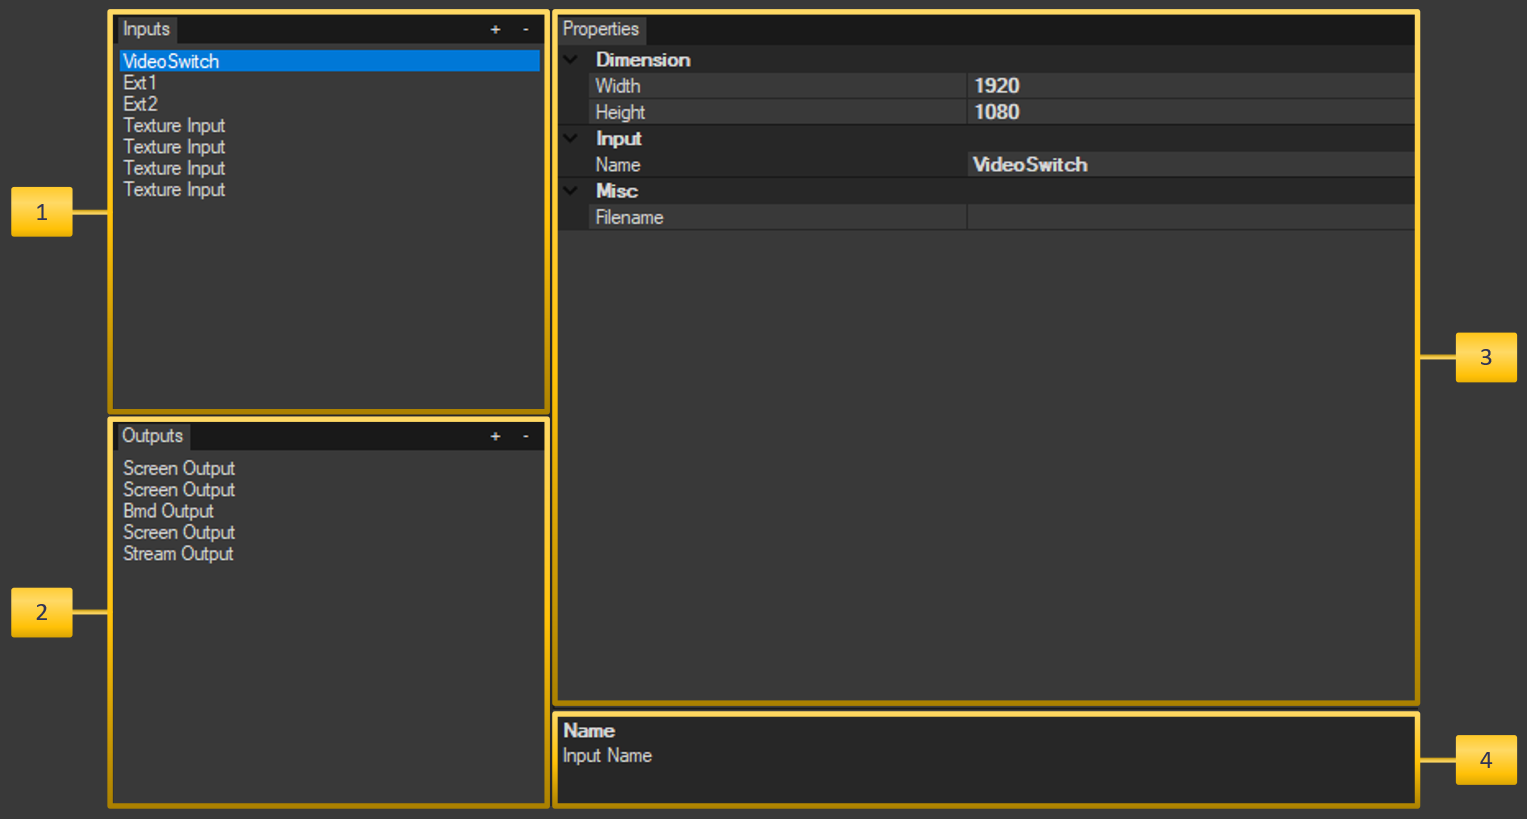 Inputs + -
VideoSwitch
Ext1
Ext2
Texture Input
Texture Input
Texture Input
Texture Input
1
Outputs + -
Screen Output
Screen Output
Bmd Output
Screen Output
Stream Output
2
Properties
Dimension
Width 1920
Height 1080
Input
Name VideoSwitch
Misc
Filename
3
Name
Input Name
4